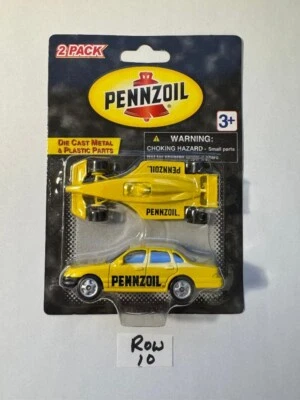 2 PACK
PENNZOIL®
3+
DIE CAST METAL
& PLASTIC PARTS
WARNING:
CHOKING HAZARD - Small parts
PENNZOIL
PENNZOIL
PENNZOIL
Row
10